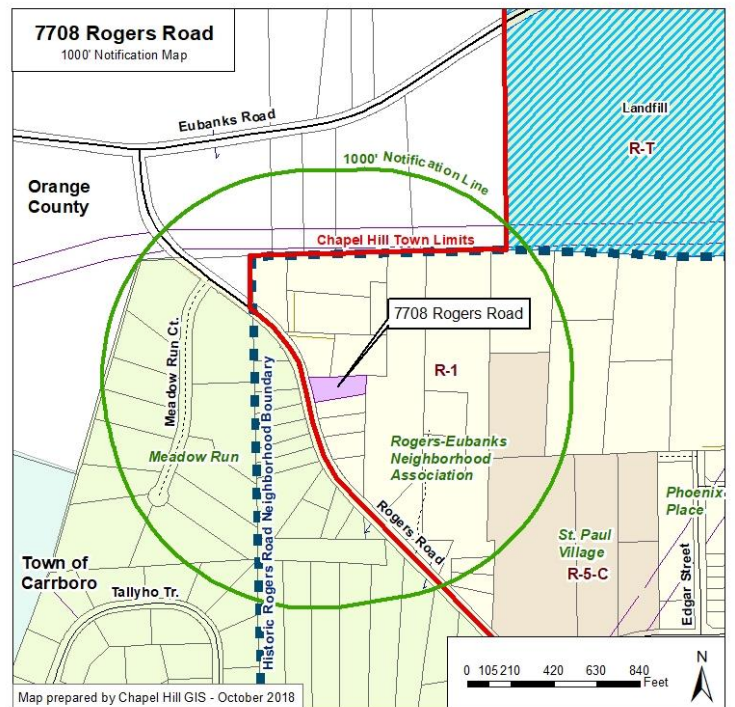 7708 Rogers Road
1000' Notification Map
Eubanks Road
Landfill
R-T
1000' Notification Line
Orange
County
Chapel Hill Town Limits
7708 Rogers Road
Meadow Run Ct.
R-1
Historic Rogers Road Neighborhood Boundary
Meadow Run
Rogers-Eubanks
Neighborhood
Association
Phoenix
Place
Rogers Road
St. Paul
Village
R-5-C
Town of
Carrboro
Tallyho Tr.
Edgar Street
N
0 105 210 420 630 840
Feet
Map prepared by Chapel Hill GIS - October 2018